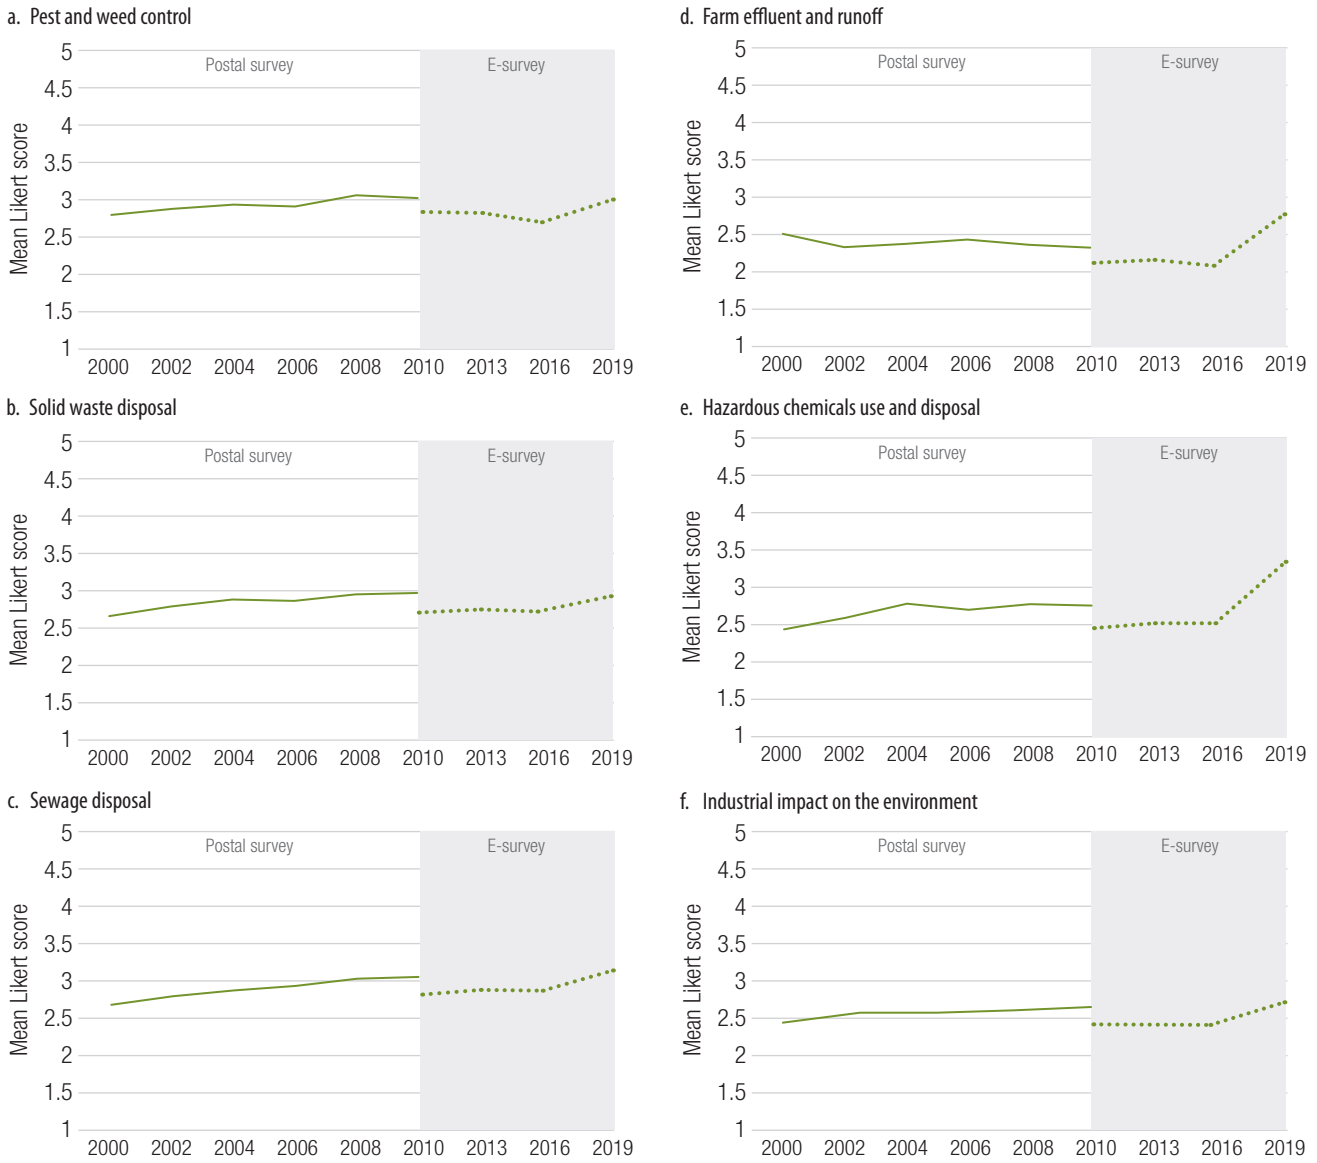 a. Pest and weed control
Postal survey
E-survey
Mean Likert score
5
4.5
4
3.5
3
2.5
2
1.5
1
2000 2002 2004 2006 2008 2010 2013 2016 2019
b. Solid waste disposal
Postal survey
E-survey
Mean Likert score
5
4.5
4
3.5
3
2.5
2
1.5
1
2000 2002 2004 2006 2008 2010 2013 2016 2019
c. Sewage disposal
Postal survey
E-survey
Mean Likert score
5
4.5
4
3.5
3
2.5
2
1.5
1
2000 2002 2004 2006 2008 2010 2013 2016 2019
d. Farm effluent and runoff
Postal survey
E-survey
Mean Likert score
5
4.5
4
3.5
3
2.5
2
1.5
1
2000 2002 2004 2006 2008 2010 2013 2016 2019
e. Hazardous chemicals use and disposal
Postal survey
E-survey
Mean Likert score
5
4.5
4
3.5
3
2.5
2
1.5
1
2000 2002 2004 2006 2008 2010 2013 2016 2019
f. Industrial impact on the environment
Postal survey
E-survey
Mean Likert score
5
4.5
4
3.5
3
2.5
2
1.5
1
2000 2002 2004 2006 2008 2010 2013 2016 2019